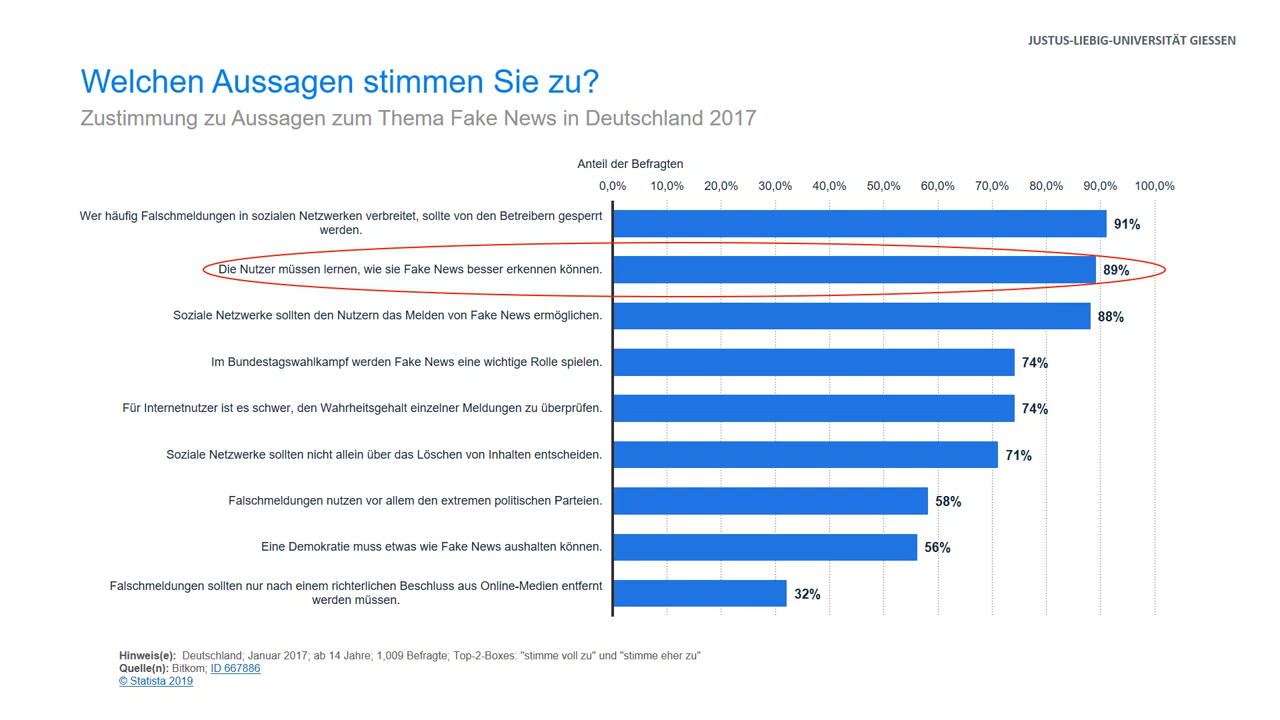 JUSTUS-LIEBIG-UNIVERSITÄT GIESSEN
Welchen Aussagen stimmen Sie zu?
Zustimmung zu Aussagen zum Thema Fake News in Deutschland 2017
Anteil der Befragten
0,0% 10,0% 20,0% 30,0% 40,0% 50,0% 60,0% 70,0% 80,0% 90,0% 100,0%
Wer häufig Falschmeldungen in sozialen Netzwerken verbreitet, sollte von den Betreibern gesperrt
werden.
91%
Die Nutzer müssen lernen, wie sie Fake News besser erkennen können.
89%
Soziale Netzwerke sollten den Nutzern das Melden von Fake News ermöglichen.
88%
Im Bundestagswahlkampf werden Fake News eine wichtige Rolle spielen.
74%
Für Internetnutzer ist es schwer, den Wahrheitsgehalt einzelner Meldungen zu überprüfen.
74%
Soziale Netzwerke sollten nicht allein über das Löschen von Inhalten entscheiden.
71%
Falschmeldungen nutzen vor allem den extremen politischen Parteien.
58%
Eine Demokratie muss etwas wie Fake News aushalten können.
56%
Falschmeldungen sollten nur nach einem richterlichen Beschluss aus Online-Medien entfernt
werden müssen.
32%
Hinweis(e): Deutschland; Januar 2017; ab 14 Jahre; 1,009 Befragte; Top-2-Boxes: "stimme voll zu" und "stimme eher zu"
Quelle(n): Bitkom; ID 667886
© Statista 2019